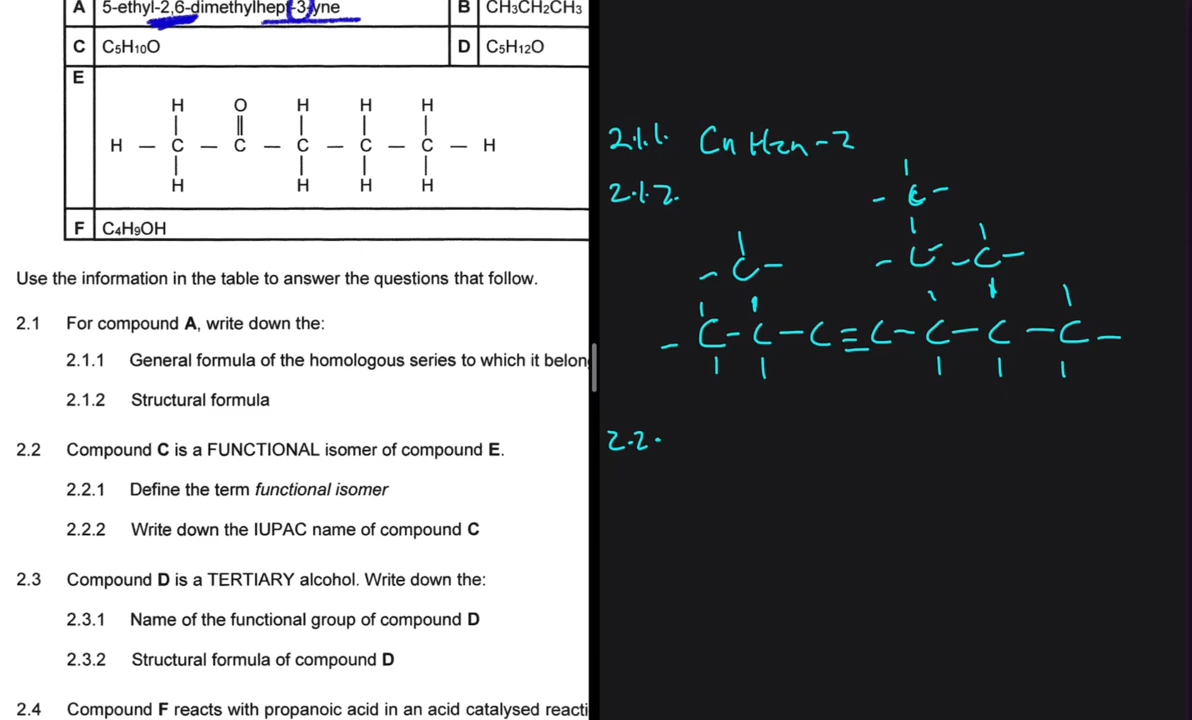 A 5-ethyl-2,6-dimethylhept-3-yne B CH3CH2CH3
C C5H10O D C5H12O
E
H O H H H
H — C — C — C — C — C — H
H H H H
F C4H9OH
Use the information in the table to answer the questions that follow.
2.1 For compound A, write down the:
2.1.1 General formula of the homologous series to which it belon
2.1.2 Structural formula
2.2 Compound C is a FUNCTIONAL isomer of compound E.
2.2.1 Define the term functional isomer
2.2.2 Write down the IUPAC name of compound C
2.3 Compound D is a TERTIARY alcohol. Write down the:
2.3.1 Name of the functional group of compound D
2.3.2 Structural formula of compound D
2.4 Compound F reacts with propanoic acid in an acid catalysed reacti
2.1.1. CnH2n-2
2.1.2.
- C -
- C - - C - C -
- C - C - C ≡ C - C - C - C -
2.2.